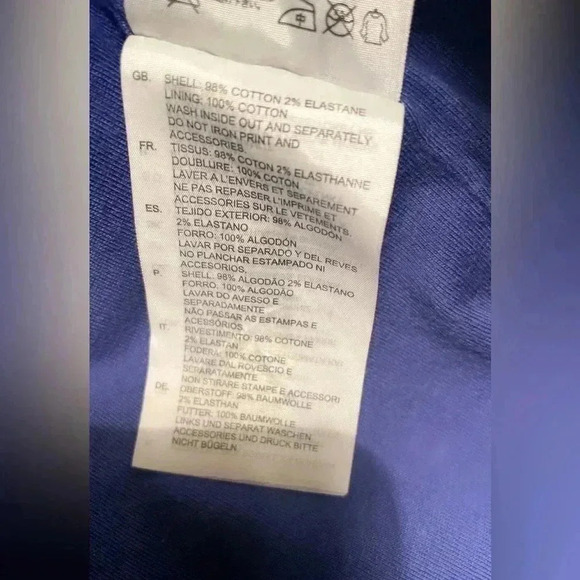 GB. SHELL: 98% COTTON 2% ELASTANE
LINING: 100% COTTON
WASH INSIDE OUT AND SEPARATELY
DO NOT IRON PRINT AND
ACCESSORIES.
FR. TISSUS: 98% COTON 2% ELASTHANNE
DOUBLURE: 100% COTON
LAVER A L'ENVERS ET SEPAREMENT
NE PAS REPASSER L'IMPRIME ET
ACCESSORIES SUR LE VETEMENTS
ES. TEJIDO EXTERIOR: 98% ALGODÓN
2% ELASTANO
FORRO: 100% ALGODÓN
LAVAR POR SEPARADO Y DEL REVES
NO PLANCHAR ESTAMPADO NI
ACCESORIOS.
P. SHELL: 98% ALGODÃO 2% ELASTANO
FORRO: 100% ALGODÃO
LAVAR DO AVESSO E
SEPARADAMENTE
NÃO PASSAR AS ESTAMPAS E
ACESSÓRIOS.
IT. RIVESTIMENTO: 98% COTONE
2% ELASTAN
FODERA: 100% COTONE
LAVARE DAL ROVESCIO E
SEPARATAMENTE
NON STIRARE STAMPE E ACCESSORI
DE. OBERSTOFF: 98% BAUMWOLLE
2% ELASTHAN
FUTTER: 100% BAUMWOLLE
LINKS UND SEPARAT WASCHEN
ACCESSORIES UND DRUCK BITTE
NICHT BÜGELN